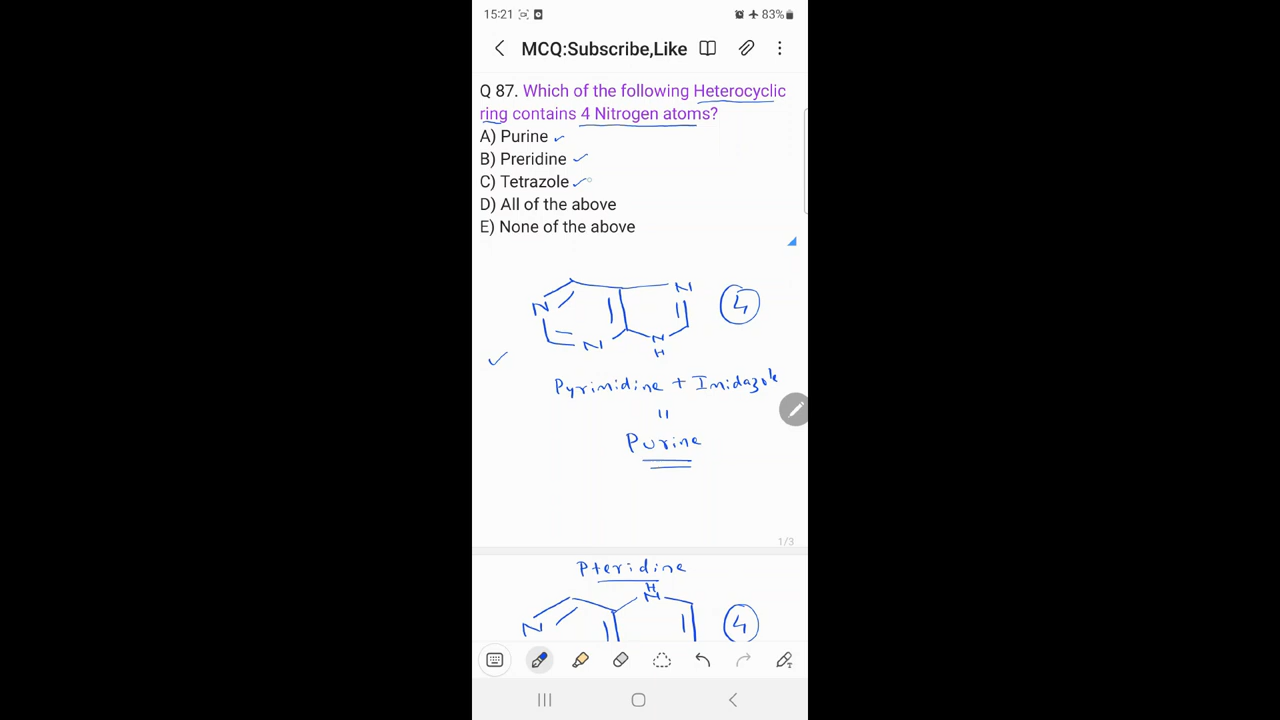 15:21 83%
MCQ:Subscribe,Like
Q 87. Which of the following Heterocyclic
ring contains 4 Nitrogen atoms?
A) Purine
B) Preridine
C) Tetrazole
D) All of the above
E) None of the above
N
N
N
N
H
4
Pyrimidine + Imidazole
=
Purine
1/3
Pteridine
H
N
N
4